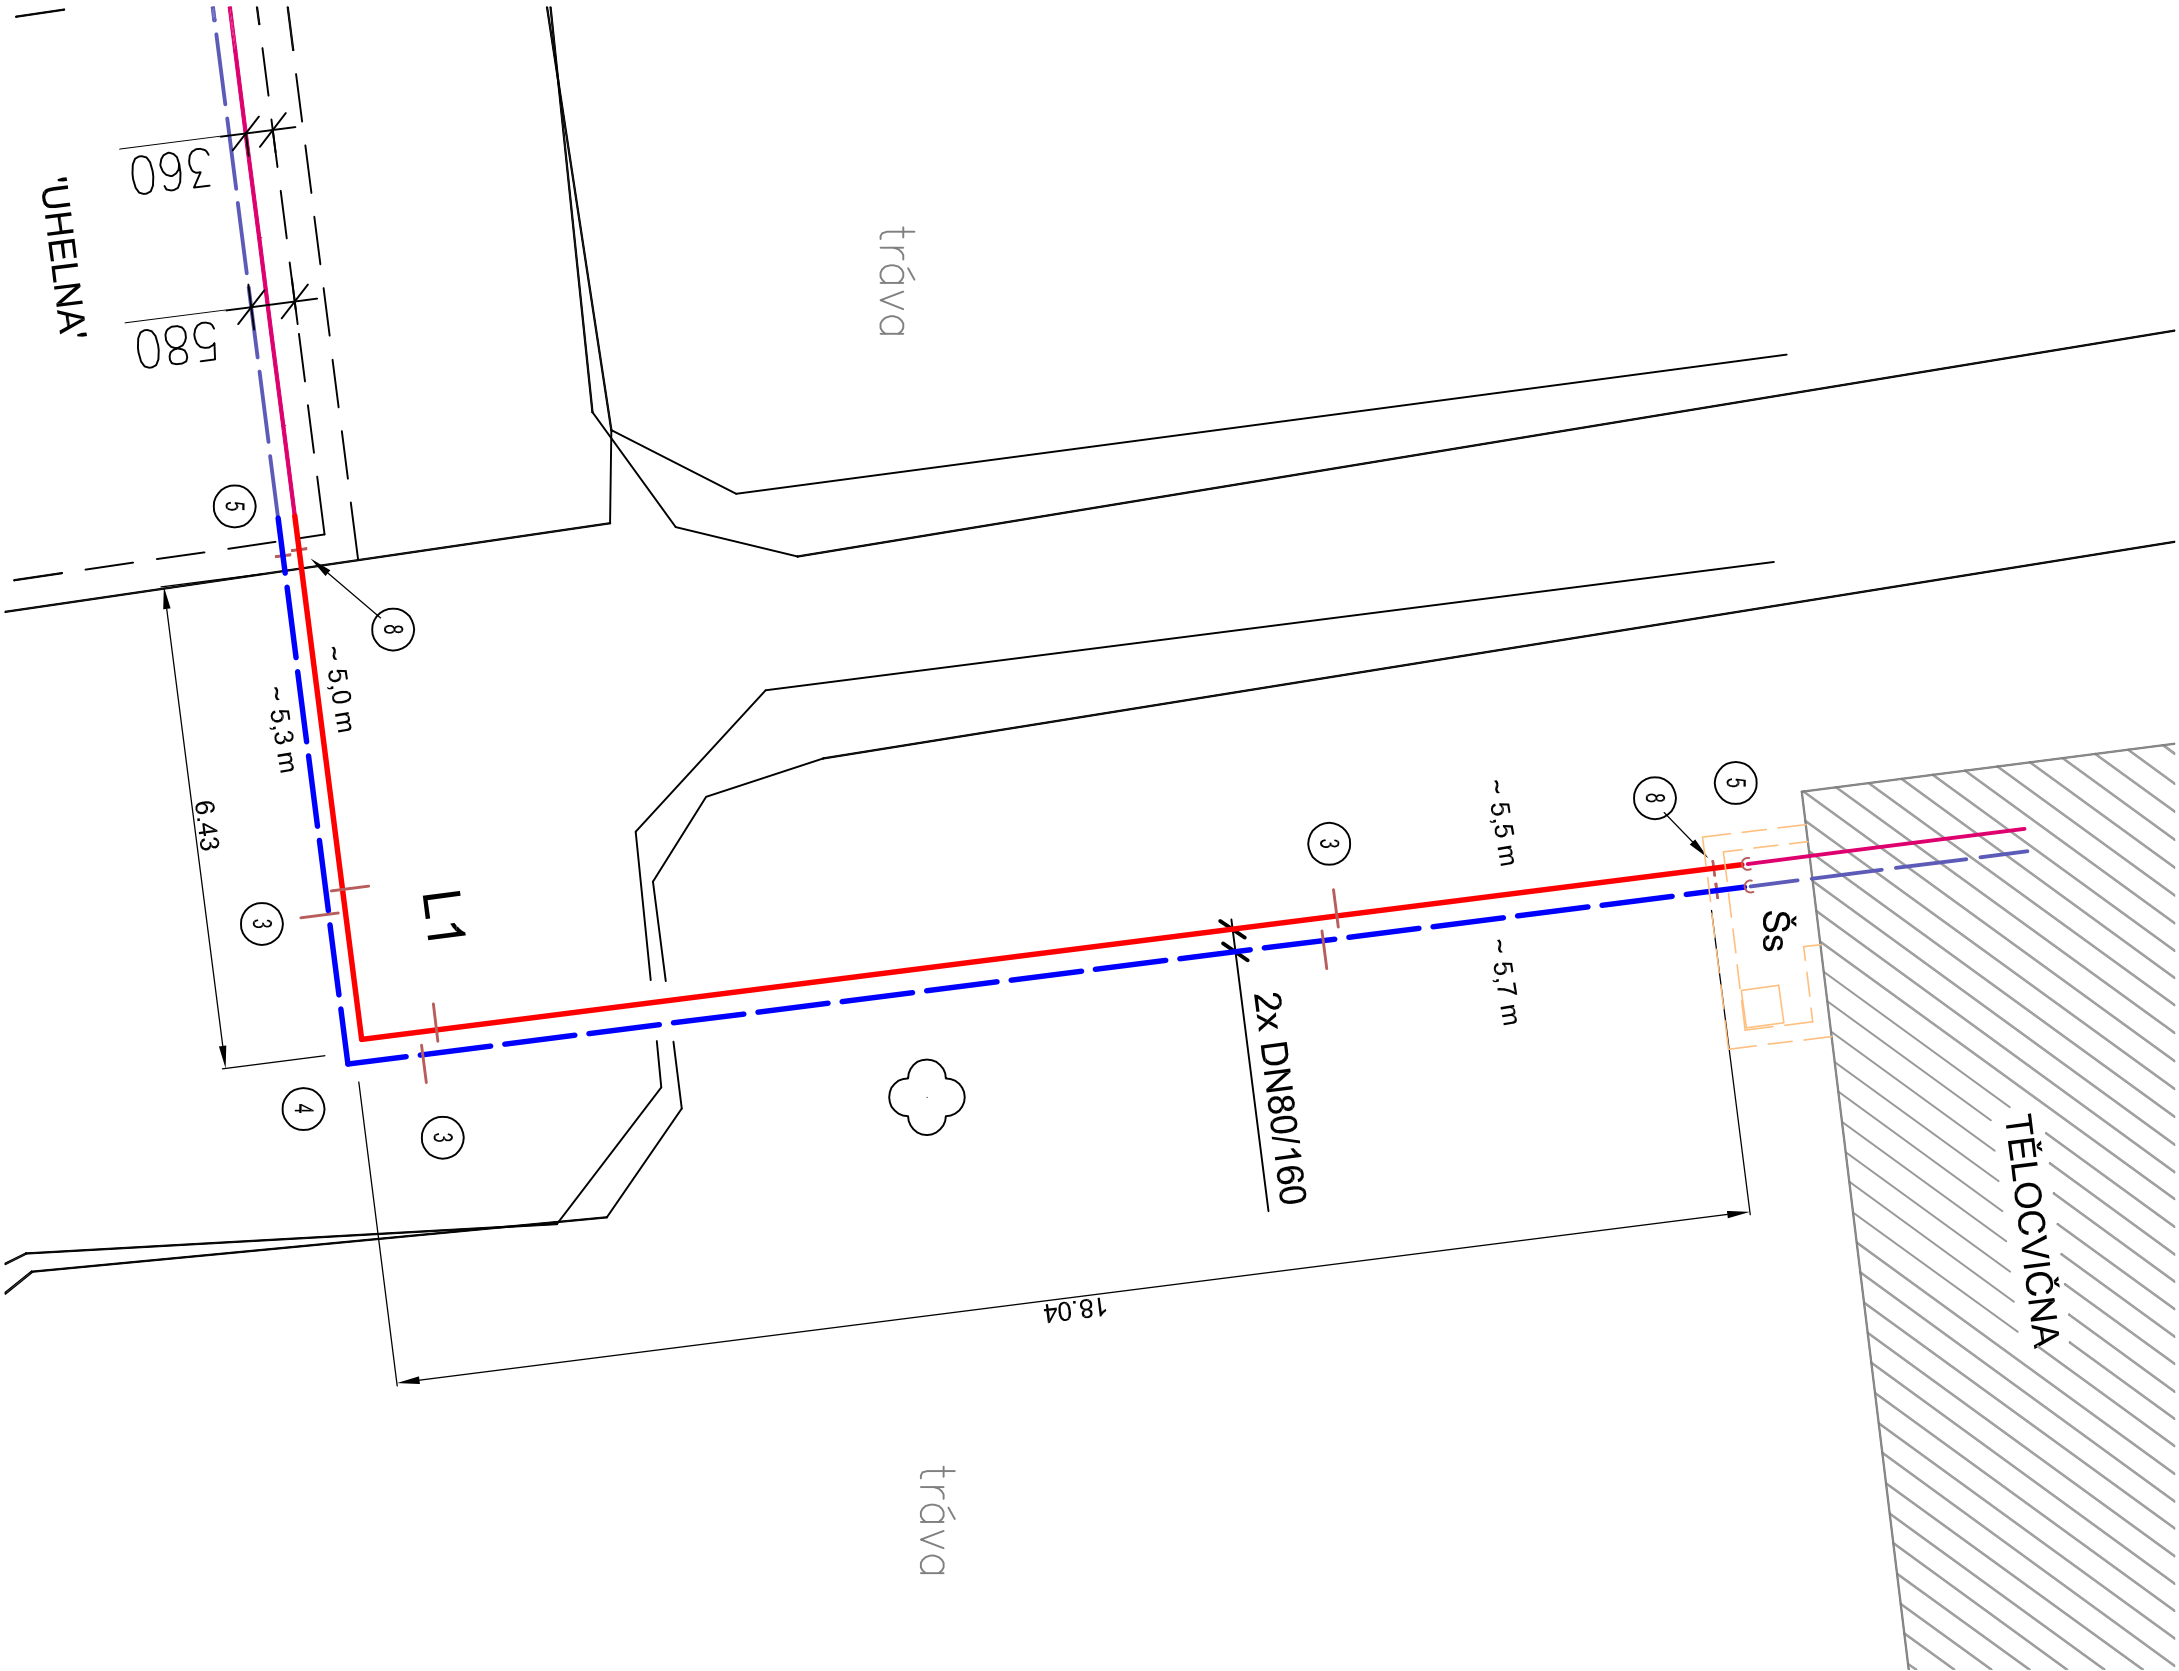 360
'UHELNA'
580
tráva
5
8
~ 5,0 m
~ 5,3 m
6.43
3
L1
4
3
3
~ 5,5 m
~ 5,7 m
8
5
Šs
2x DN80/160
TĚLOCVIČNA
18.04
tráva